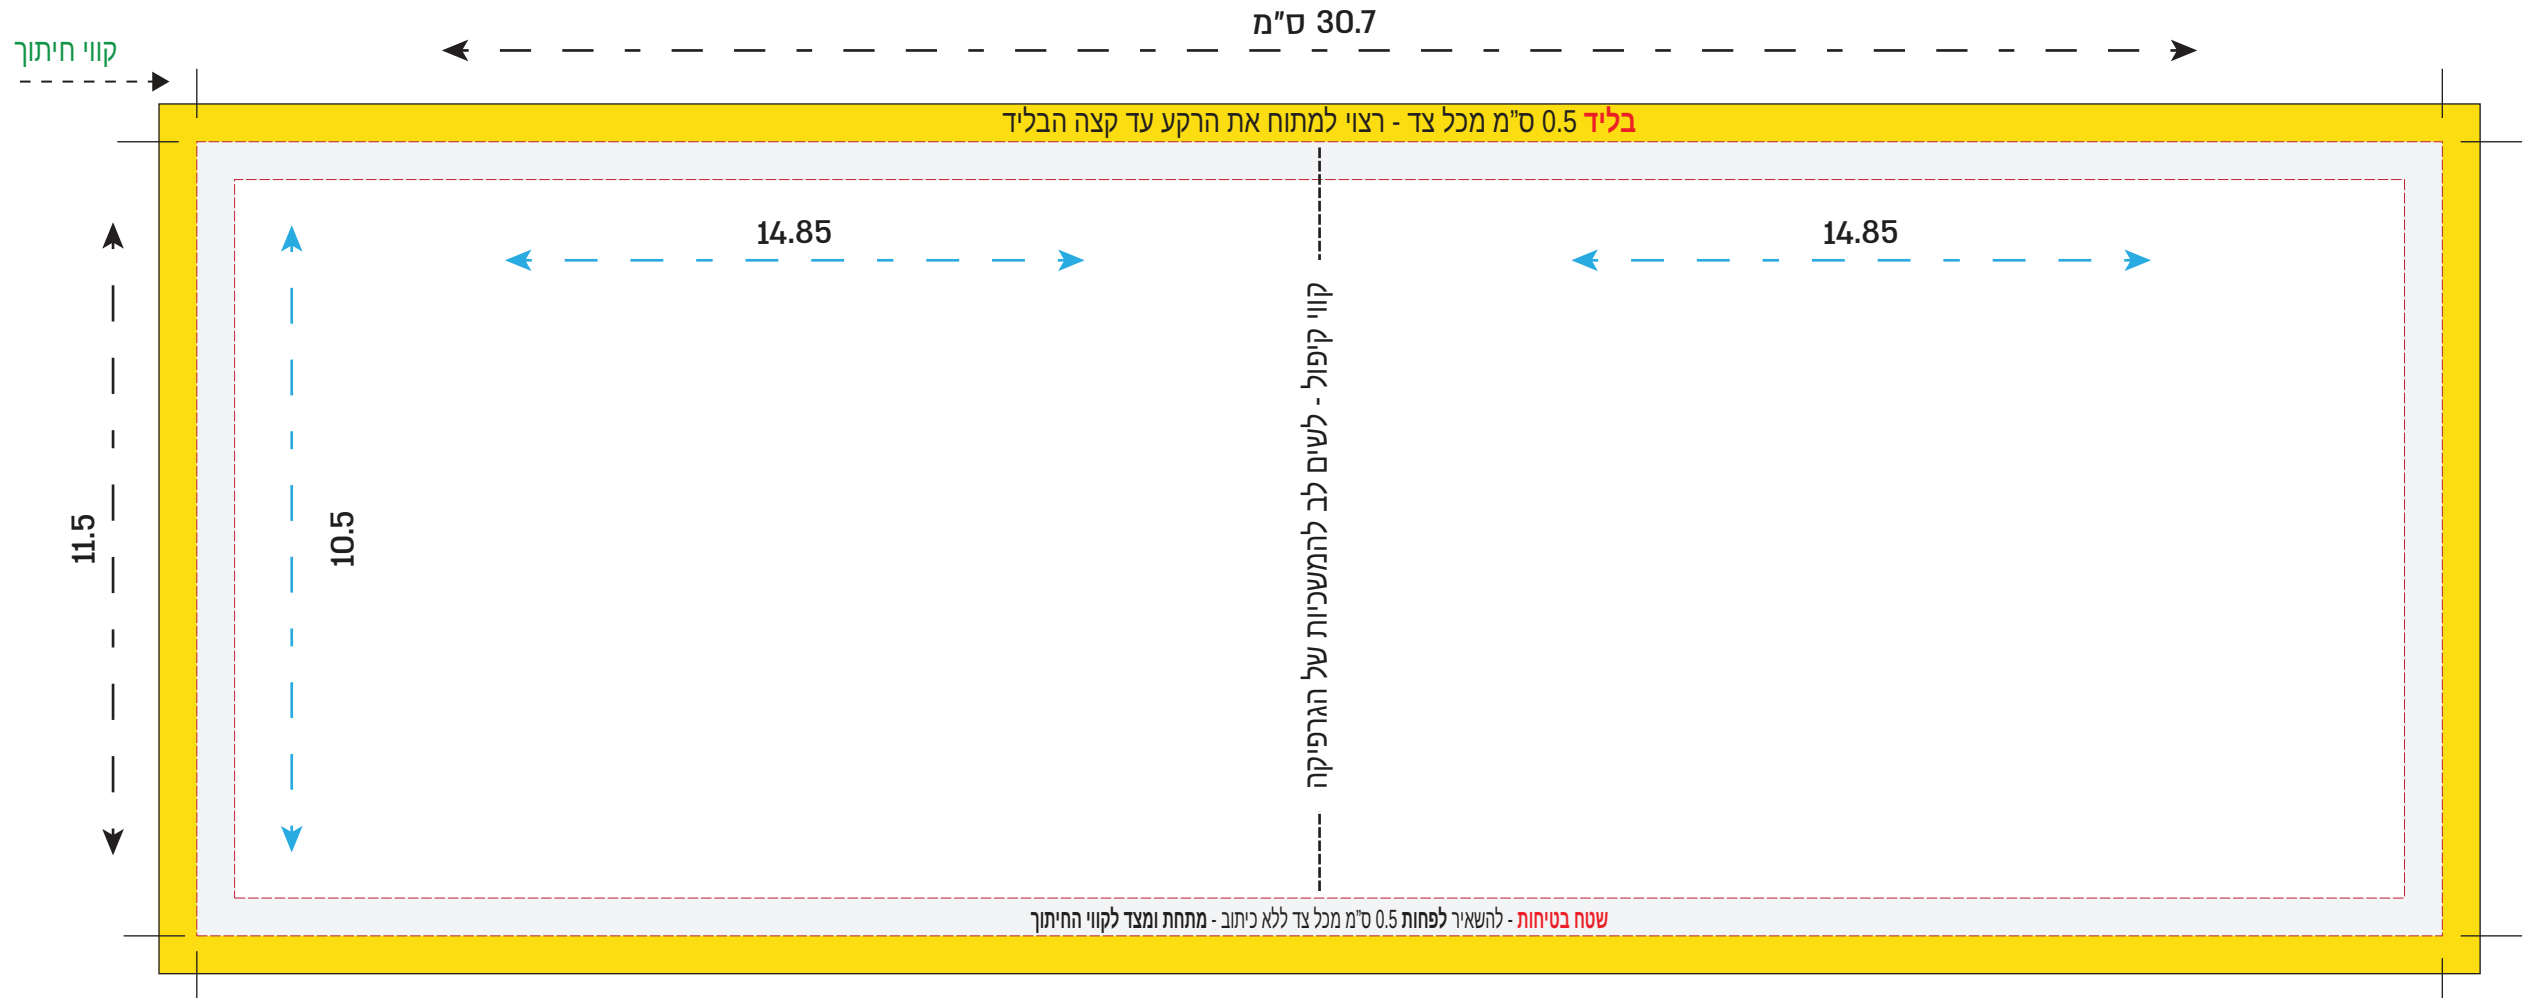 30.7 ס"מ
קווי חיתוך
בליד 0.5 ס"מ מכל צד - רצוי למתוח את הרקע עד קצה הבליד
14.85
14.85
קווי קיפול - לשים לב להמשכיות של הגרפיקה
11.5
10.5
שטח בטיחות - להשאיר לפחות 0.5 ס"מ מכל צד ללא כיתוב - מתחת ומצד לקווי החיתוך